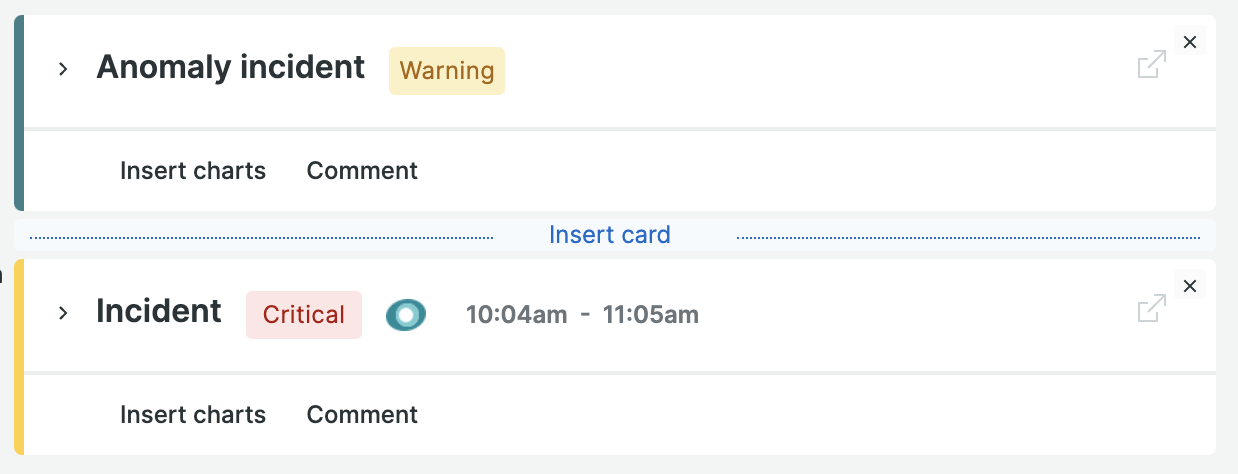 Anomaly incident Warning
Insert charts Comment
Insert card
Incident Critical 10:04am - 11:05am
Insert charts Comment